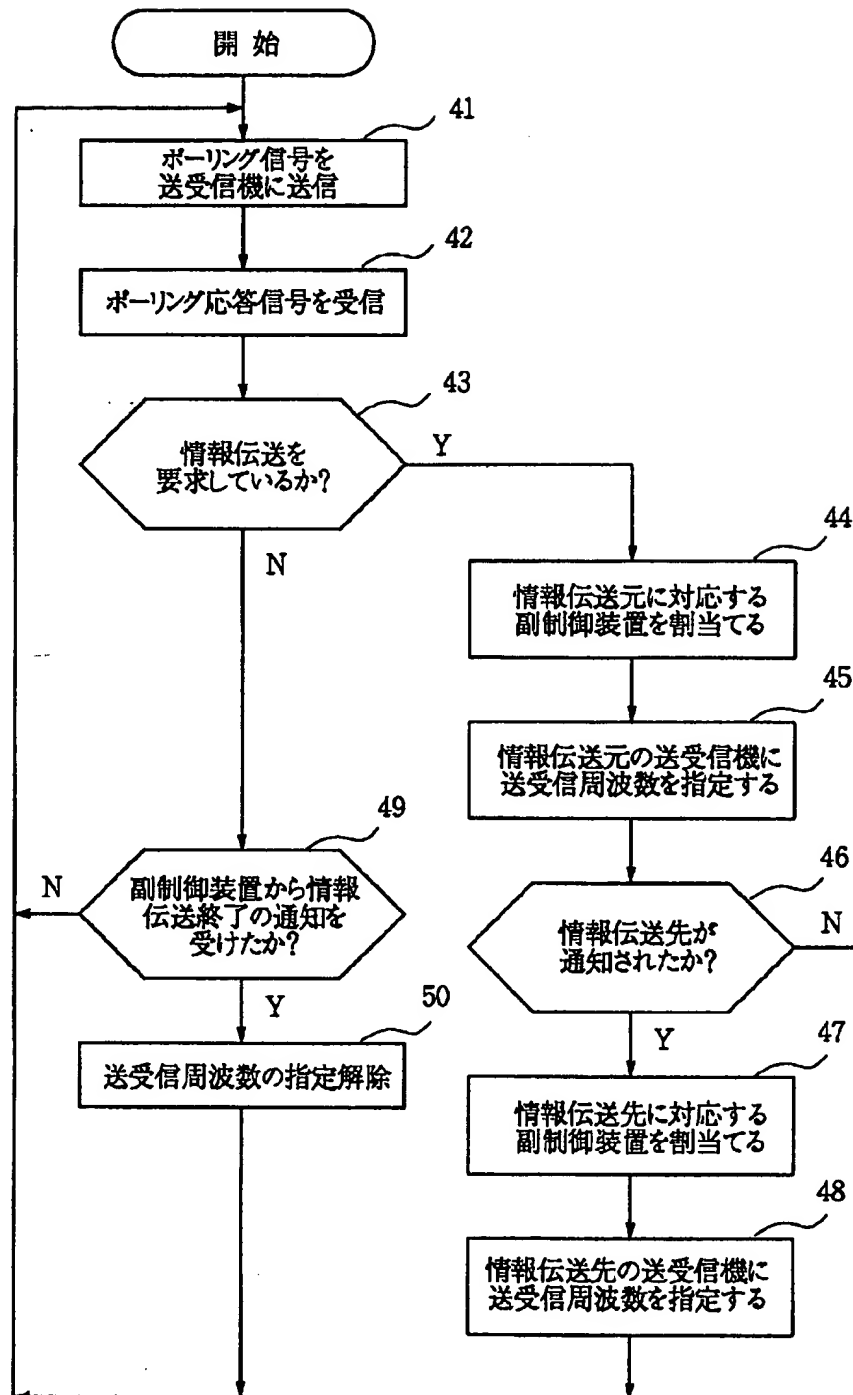 開始
41
ポーリング信号を
送受信機に送信
42
ポーリング応答信号を受信
43
情報伝送を
要求しているか?
Y
N
44
情報伝送元に対応する
副制御装置を割当てる
45
情報伝送元の送受信機に
送受信周波数を指定する
46
情報伝送先が
通知されたか?
N
Y
47
情報伝送先に対応する
副制御装置を割当てる
48
情報伝送先の送受信機に
送受信周波数を指定する
49
副制御装置から情報
伝送終了の通知を
受けたか?
N
Y
50
送受信周波数の指定解除